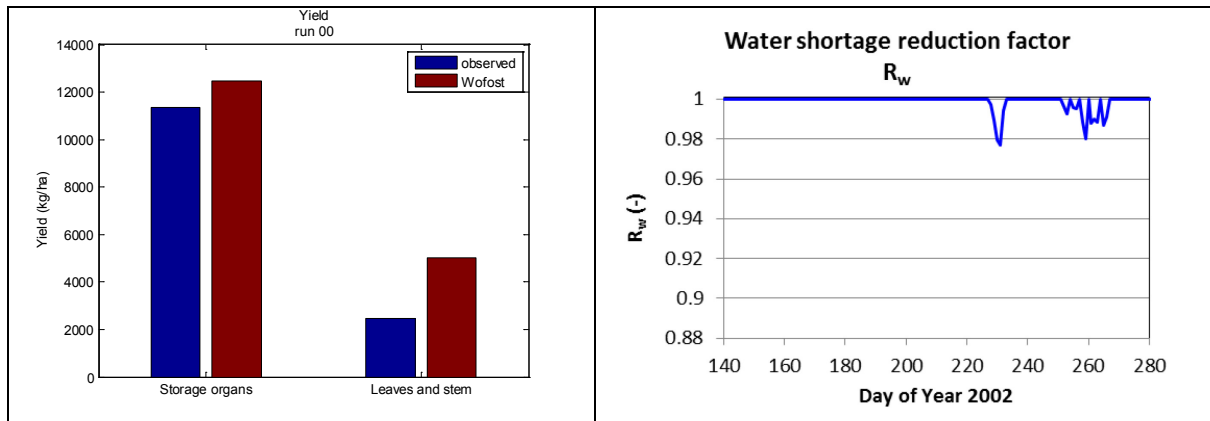 Yield
run 00
14000
12000
10000
8000
6000
4000
2000
0
Yield (kg/ha)
observed
Wofost
Storage organs
Leaves and stem
Water shortage reduction factor
Rw
1
0.98
0.96
0.94
0.92
0.9
0.88
Rw (-)
140 160 180 200 220 240 260 280
Day of Year 2002